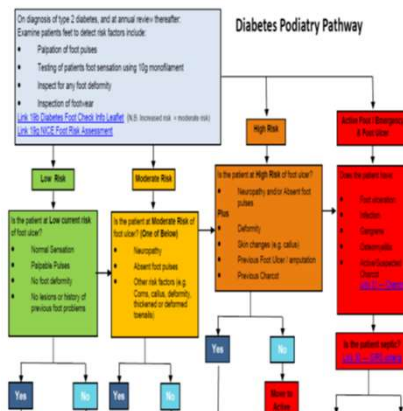 On diagnosis of type 2 diabetes, and at annual review thereafter:
Examine patients feet to detect risk factors include:
Palpation of foot pulses
Testing of patients foot sensation using 10g monofilament
Inspect for any foot deformity
Inspection of footwear
Link 19b Diabetes Foot Check Info Leaflet (N.B. Increased risk = moderate risk)
Link 19g NICE Foot Risk Assessment
Diabetes Podiatry Pathway
Low Risk
Moderate Risk
High Risk
Active Foot / Emergency
Is the patient at Low current risk
of foot ulcer?
Normal Sensation
Palpable Pulses
No foot deformity
No lesions or history of
previous foot problems
Is the patient at Moderate Risk of
foot ulcer? (One of Below)
Neuropathy
Absent foot pulses
Other risk factors (e.g.
Corns, callus, deformity,
thickened or deformed
toenails)
Is the patient at High Risk of foot ulcer?
Neuropathy and/or Absent foot
pulses
Plus
Deformity
Skin changes (e.g. callus)
Previous Foot Ulcer / amputation
Previous Charcot
Does the patient have:
Foot ulceration
Infection
Gangrene
Osteomyelitis
Active/Suspected
Charcot
Is the patient septic?
Yes
No
Yes
No
Yes
No
Move to
Active